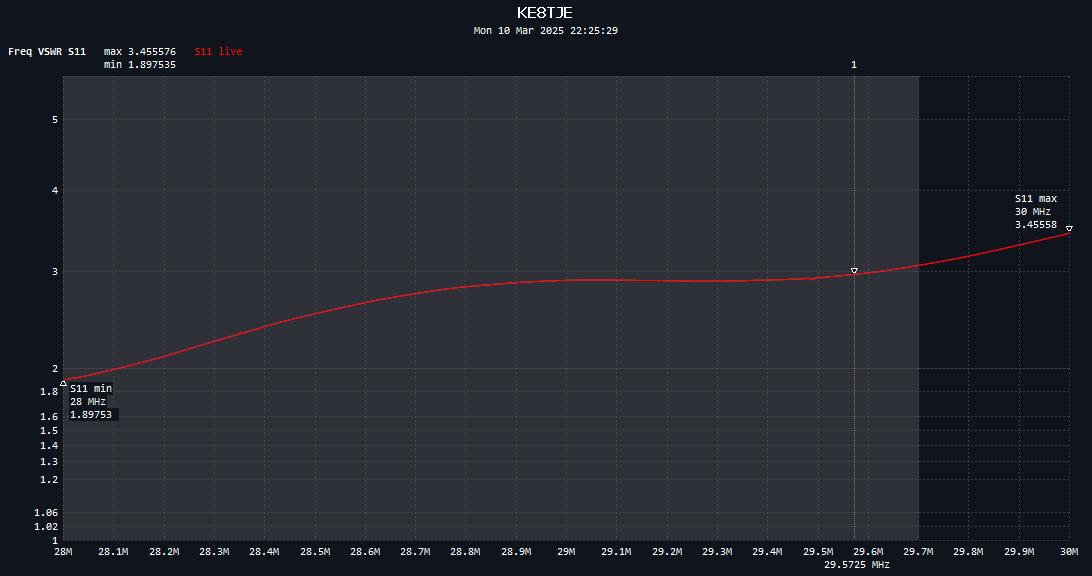 KE8TJE
Mon 10 Mar 2025 22:25:29
Freq VSWR S11 max 3.455576 S11 live
min 1.897535
1
5
4
S11 max
30 MHz
3.45558
3
2
S11 min
1.8
28 MHz
1.89753
1.6
1.5
1.4
1.3
1.2
1.06
1.02
1
28M 28.1M 28.2M 28.3M 28.4M 28.5M 28.6M 28.7M 28.8M 28.9M 29M 29.1M 29.2M 29.3M 29.4M 29.5M 29.6M 29.7M 29.8M 29.9M 30M
29.5725 MHz